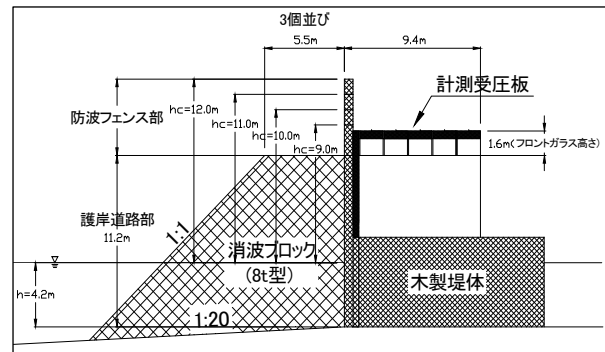 3個並び
5.5m
9.4m
計測受圧板
防波フェンス部
hc=12.0m
hc=11.0m
hc=10.0m
hc=9.0m
1.6m(フロントガラス高さ)
護岸道路部
11.2m
1:1
消波ブロック
(8t型)
木製堤体
h=4.2m
1:20